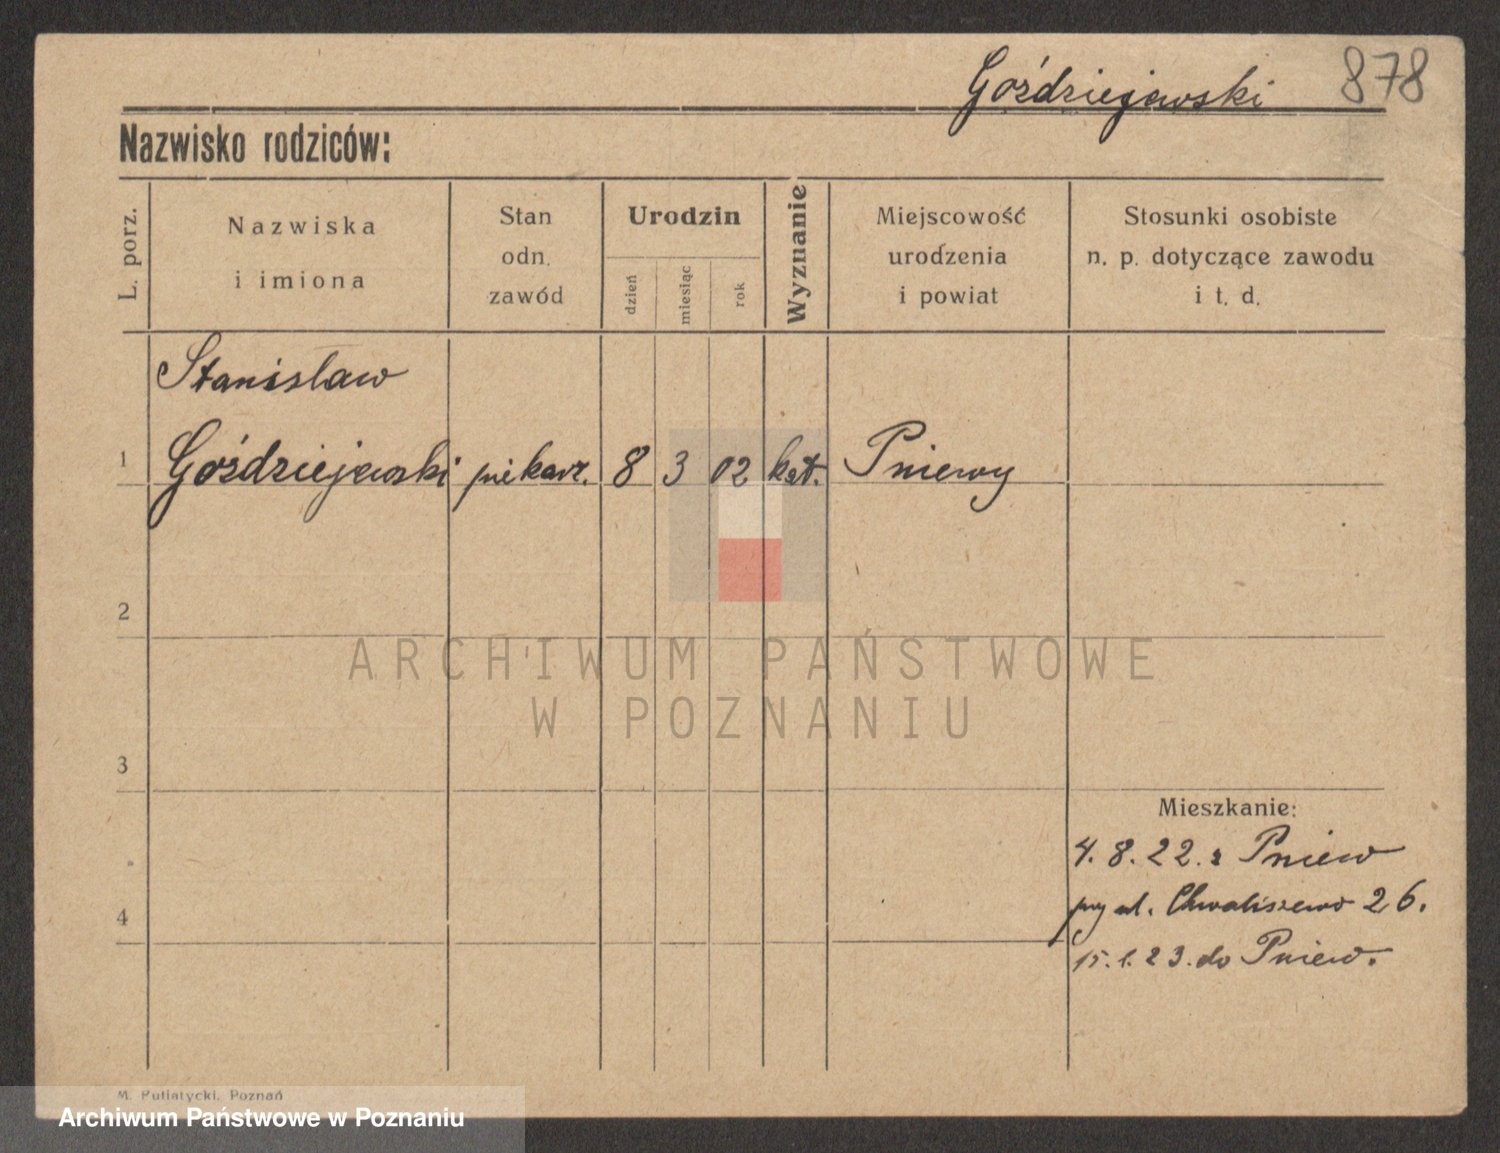 Goździejewski 878
Nazwisko rodziców:
L. porz.
Nazwiska
i imiona
Stan
odn.
zawód
Urodzin
dzień
miesiąc
rok
Wyznanie
Miejscowość
urodzenia
i powiat
Stosunki osobiste
n. p. dotyczące zawodu
i t. d.
Stanisław
1 Goździejewski piekarz. 8 3 02 kat. Pniewy
2
ARCHIWUM PAŃSTWOWE
W POZNANIU
3
Mieszkanie:
4. 8. 22. z Pniew
przy ul. Chwaliszewo 26.
4
15. 1. 23. do Pniew.
M. Putiatycki, Poznań
Archiwum Państwowe w Poznaniu